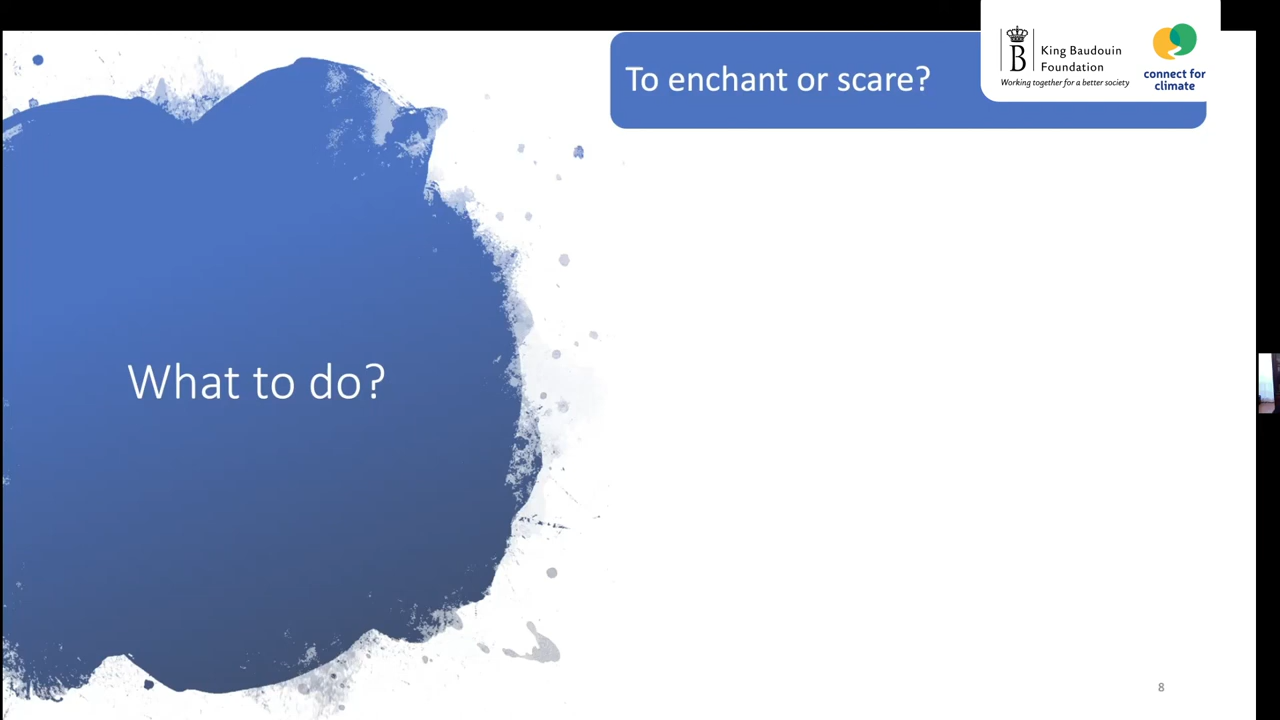 To enchant or scare?
B
King Baudouin
Foundation
Working together for a better society
connect for
climate
What to do?
8